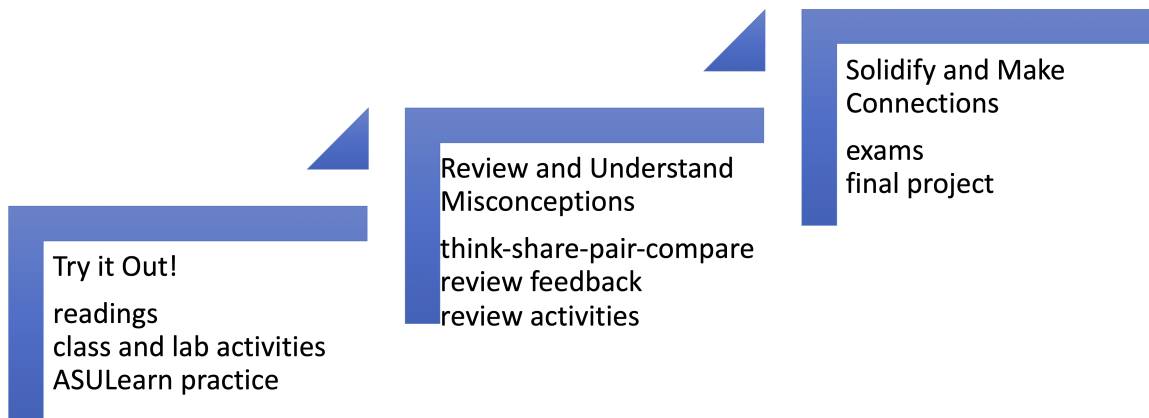 Try it Out!
readings
class and lab activities
ASULearn practice
Review and Understand
Misconceptions
think-share-pair-compare
review feedback
review activities
Solidify and Make
Connections
exams
final project